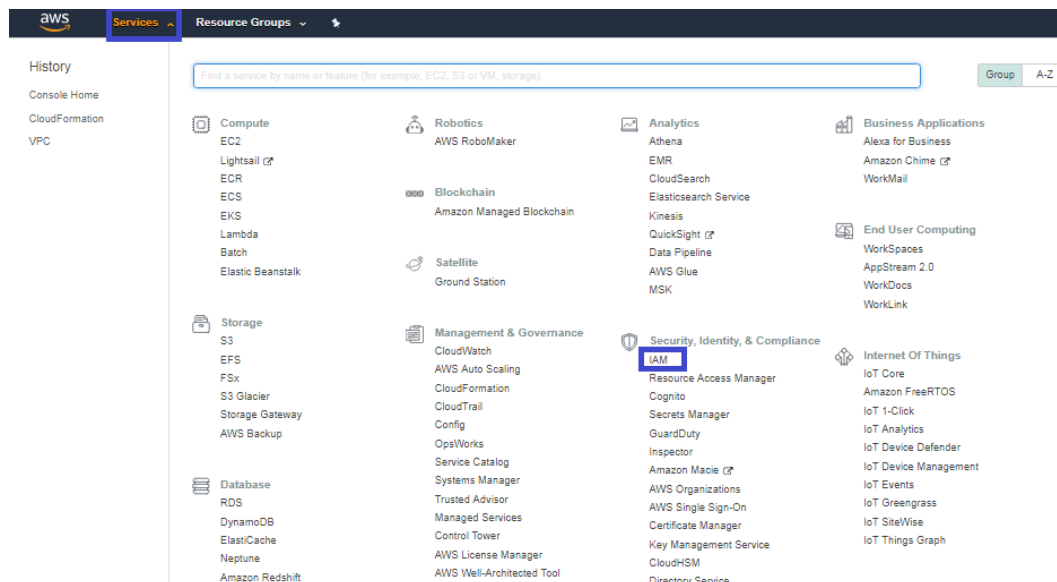 aws
Services
Resource Groups
History
Console Home
CloudFormation
VPC
Find a service by name or feature (for example, EC2, S3 or VM, storage).
Group
A-Z
Compute
EC2
Lightsail
ECR
ECS
EKS
Lambda
Batch
Elastic Beanstalk
Storage
S3
EFS
FSx
S3 Glacier
Storage Gateway
AWS Backup
Database
RDS
DynamoDB
ElastiCache
Neptune
Amazon Redshift
Robotics
AWS RoboMaker
Blockchain
Amazon Managed Blockchain
Satellite
Ground Station
Management & Governance
CloudWatch
AWS Auto Scaling
CloudFormation
CloudTrail
Config
OpsWorks
Service Catalog
Systems Manager
Trusted Advisor
Managed Services
Control Tower
AWS License Manager
AWS Well-Architected Tool
Analytics
Athena
EMR
CloudSearch
Elasticsearch Service
Kinesis
QuickSight
Data Pipeline
AWS Glue
MSK
Security, Identity, & Compliance
IAM
Resource Access Manager
Cognito
Secrets Manager
GuardDuty
Inspector
Amazon Macie
AWS Organizations
AWS Single Sign-On
Certificate Manager
Key Management Service
CloudHSM
Directory Service
Business Applications
Alexa for Business
Amazon Chime
WorkMail
End User Computing
WorkSpaces
AppStream 2.0
WorkDocs
WorkLink
Internet Of Things
IoT Core
Amazon FreeRTOS
IoT 1-Click
IoT Analytics
IoT Device Defender
IoT Device Management
IoT Events
IoT Greengrass
IoT SiteWise
IoT Things Graph